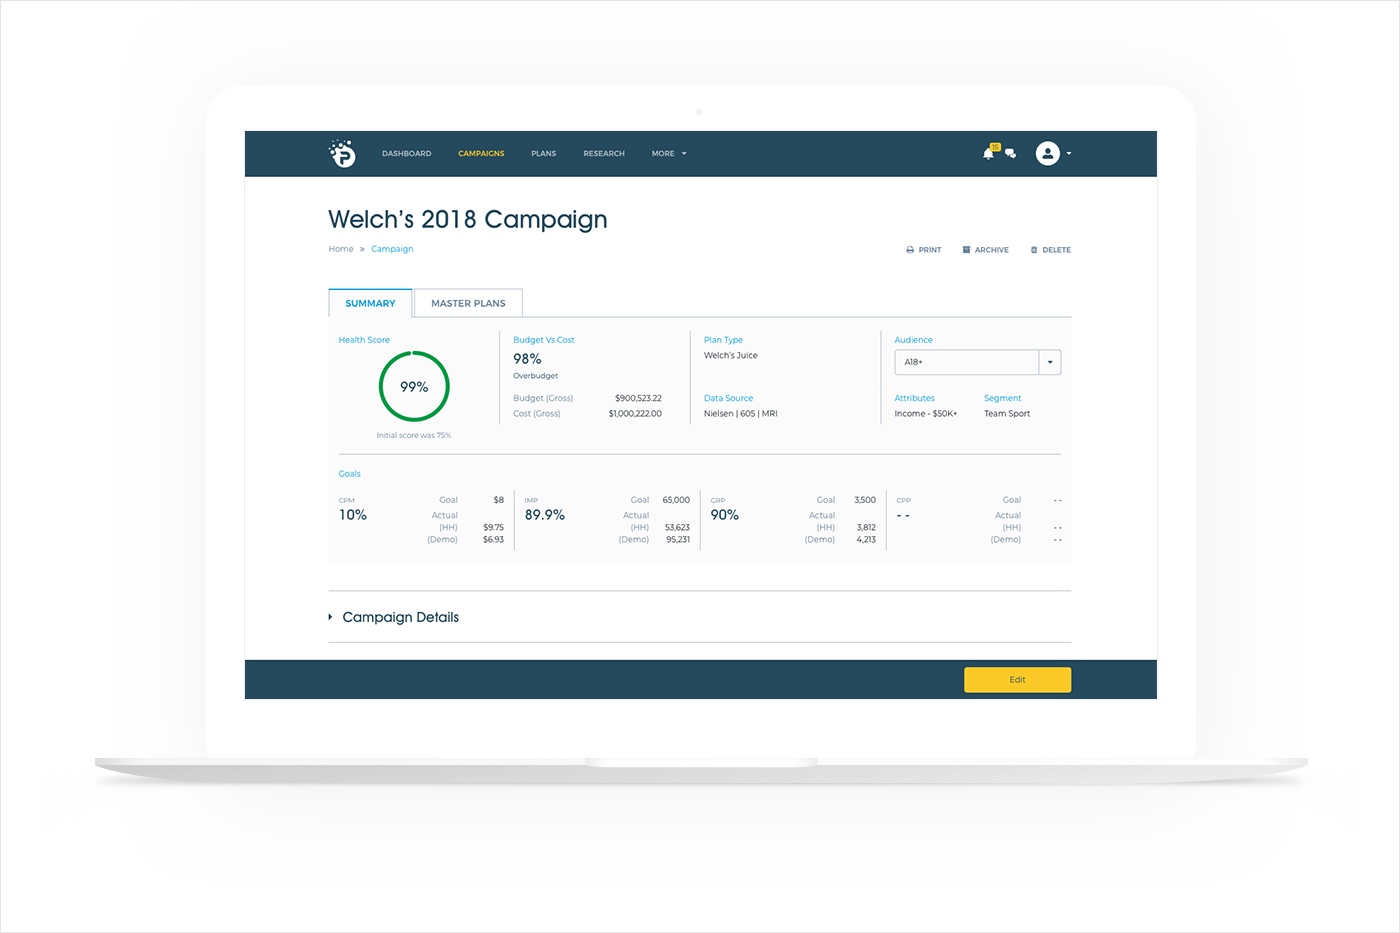 P DASHBOARD CAMPAIGNS PLANS RESEARCH MORE 15
Welch's 2018 Campaign
Home » Campaign
PRINT ARCHIVE DELETE
SUMMARY MASTER PLANS
Health Score
99%
Initial score was 75%
Budget Vs Cost
98%
Overbudget
Budget (Gross) $900,523.22
Cost (Gross) $1,000,222.00
Plan Type
Welch's Juice
Data Source
Nielsen | 605 | MRI
Audience
A18+
Attributes Segment
Income - $50K+ Team Sport
Goals
CPM Goal $8
10% Actual
(HH) $9.75
(Demo) $6.93
IMP Goal 65,000
89.9% Actual
(HH) 53,623
(Demo) 95,231
GRP Goal 3,500
90% Actual
(HH) 3,812
(Demo) 4,213
CPP Goal - -
- - Actual
(HH) - -
(Demo) - -
Campaign Details
Edit